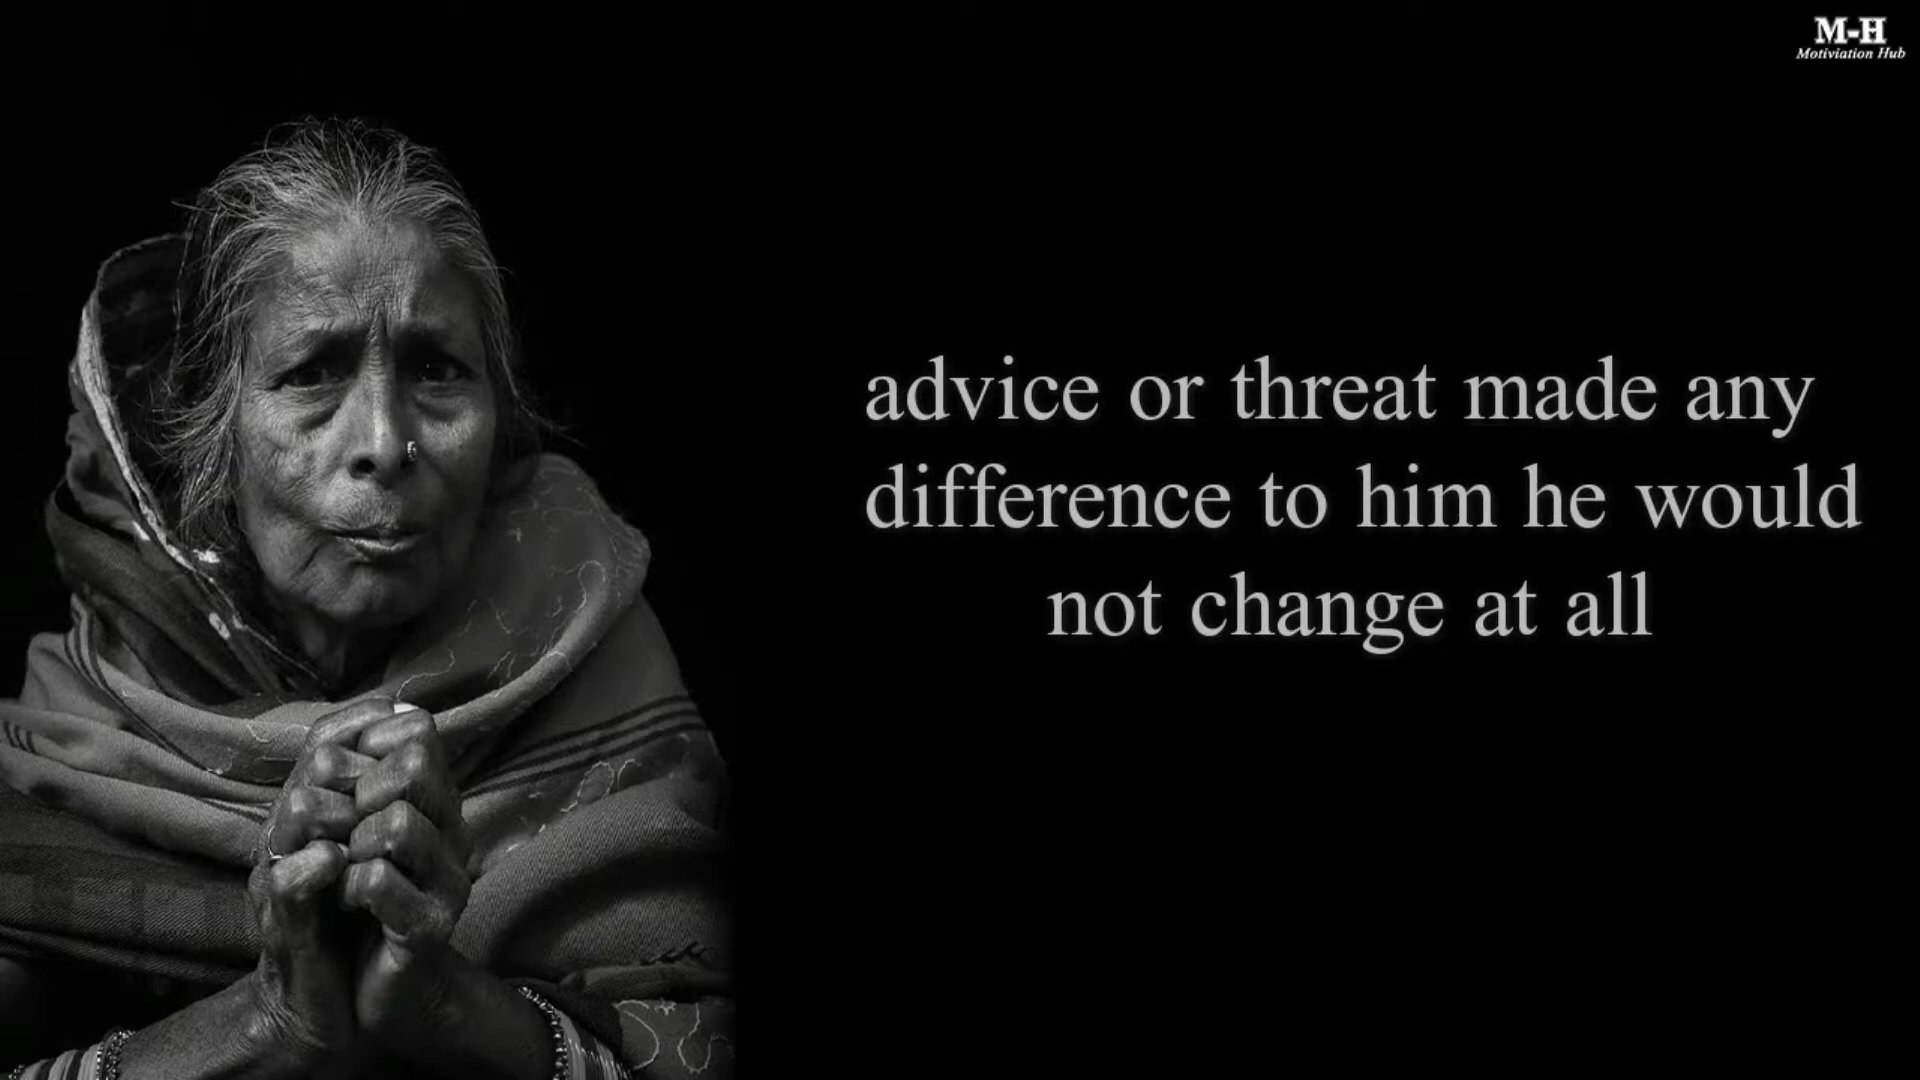 M-H
Motiviation Hub
advice or threat made any
difference to him he would
not change at all